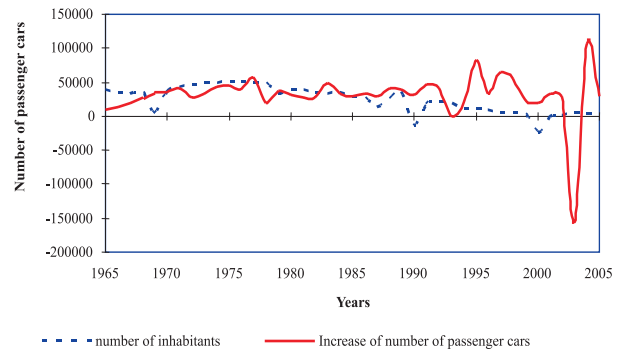 Number of passenger cars
150000
100000
50000
0
-50000
-100000
-150000
-200000
1965 1970 1975 1980 1985 1990 1995 2000 2005
Years
number of inhabitants Increase of number of passenger cars